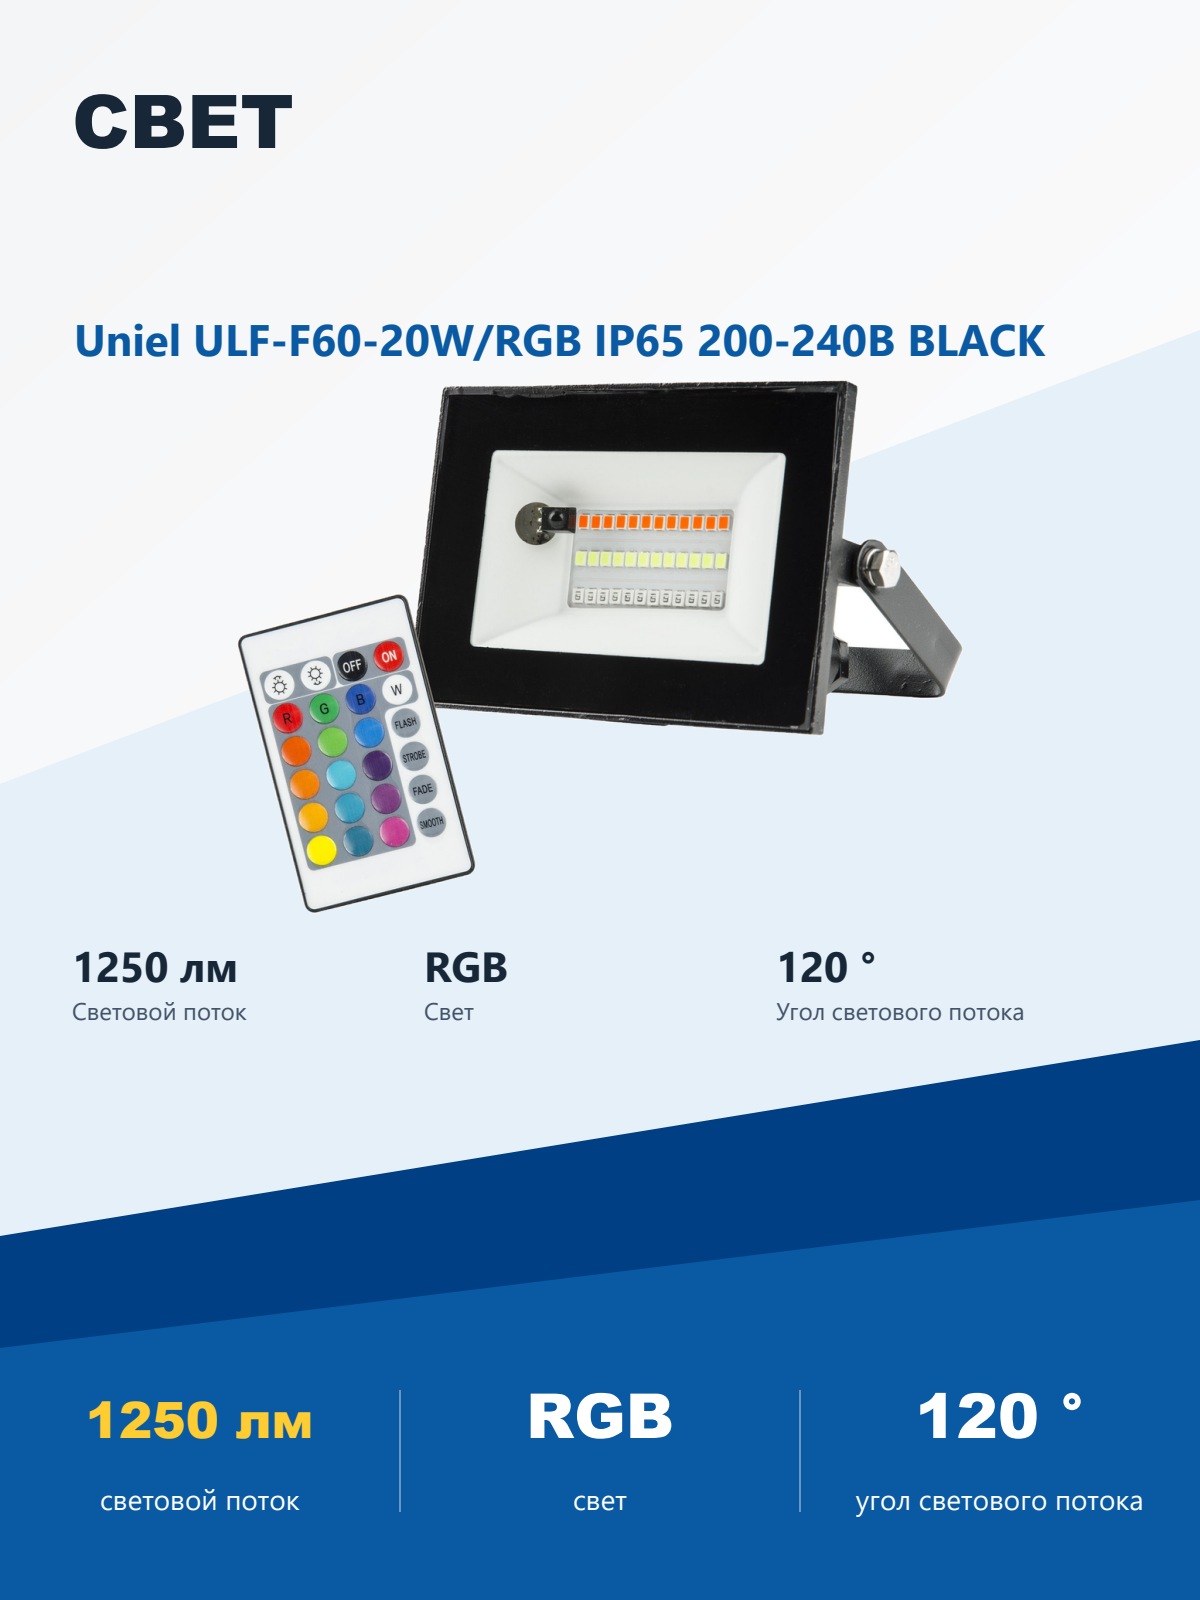 СВЕТ
Uniel ULF-F60-20W/RGB IP65 200-240В BLACK
OFF
ON
R
G
B
W
FLASH
STROBE
FADE
SMOOTH
1250 лм
Световой поток
RGB
Свет
120 °
Угол светового потока
1250 лм
световой поток
RGB
свет
120 °
угол светового потока